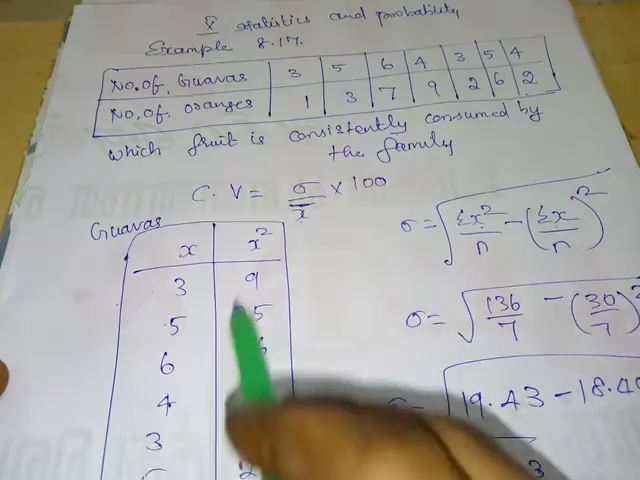 X statistics and probability
Example 8.17.
No.of. Guavas 3 5 6 4 3 5 4
No.of. oranges 1 3 7 9 2 6 2
which fruit is consistently consumed by
the family
C.V = σ/x̄ × 100
Guavas
x x²
3 9
5 5
6
4
3
σ = √(Σx²/n − (Σx/n)²)
σ = √(136/7 − (30/7)²
19.43 − 18.4
3